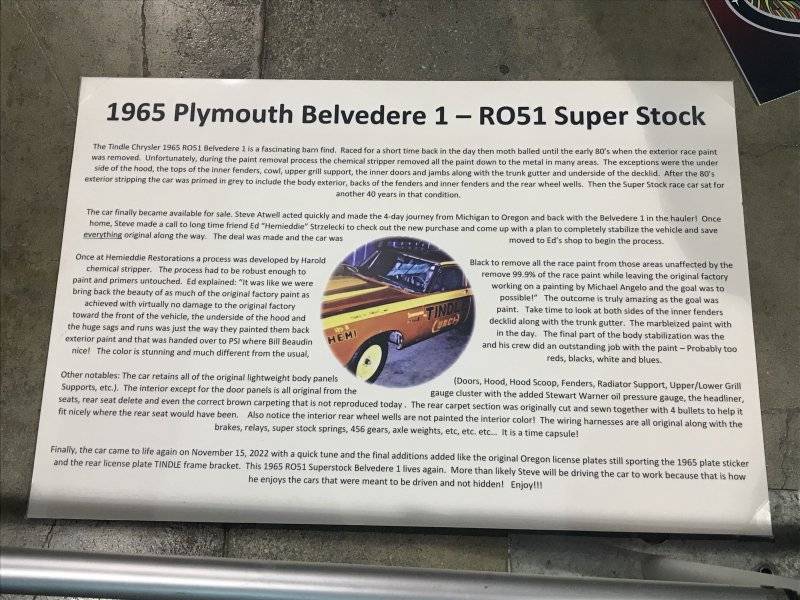 1965 Plymouth Belvedere 1 – RO51 Super Stock
The Tindle Chrysler 1965 RO51 Belvedere 1 is a fascinating barn find. Raced for a short time back in the day then moth balled until the early 80's when the exterior race paint
was removed. Unfortunately, during the paint removal process the chemical stripper removed all the paint down to the metal in many areas. The exceptions were the under
side of the hood, the tops of the inner fenders, cowl, upper grill support, the inner doors and jambs along with the trunk gutter and underside of the decklid. After the 80's
exterior stripping the car was primed in grey to include the body exterior, backs of the fenders and inner fenders and the rear wheel wells. Then the Super Stock race car sat for
another 40 years in that condition.
The car finally became available for sale. Steve Atwell acted quickly and made the 4-day journey from Michigan to Oregon and back with the Belvedere 1 in the hauler! Once
home, Steve made a call to long time friend Ed "Hemieddie" Strzelecki to check out the new purchase and come up with a plan to completely stabilize the vehicle and save
everything original along the way. The deal was made and the car was moved to Ed's shop to begin the process.
Once at Hemieddie Restorations a process was developed by Harold Black to remove all the race paint from those areas unaffected by the
chemical stripper. The process had to be robust enough to remove 99.9% of the race paint while leaving the original factory
paint and primers untouched. Ed explained: "It was like we were working on a painting by Michael Angelo and the goal was to
bring back the beauty of as much of the original factory paint as possible!" The outcome is truly amazing as the goal was
achieved with virtually no damage to the original factory paint. Take time to look at both sides of the inner fenders
toward the front of the vehicle, the underside of the hood and decklid along with the trunk gutter. The marbleized paint with
the huge sags and runs was just the way they painted them back in the day. The final part of the body stabilization was the
exterior paint and that was handed over to PSI where Bill Beaudin and his crew did an outstanding job with the paint – Probably too
nice! The color is stunning and much different from the usual, reds, blacks, white and blues.
HEMI
TINDLE
Other notables: The car retains all of the original lightweight body panels (Doors, Hood, Hood Scoop, Fenders, Radiator Support, Upper/Lower Grill
Supports, etc.). The interior except for the door panels is all original from the gauge cluster with the added Stewart Warner oil pressure gauge, the headliner,
seats, rear seat delete and even the correct brown carpeting that is not reproduced today . The rear carpet section was originally cut and sewn together with 4 bullets to help it
fit nicely where the rear seat would have been. Also notice the interior rear wheel wells are not painted the interior color! The wiring harnesses are all original along with the
brakes, relays, super stock springs, 456 gears, axle weights, etc, etc. etc... It is a time capsule!
Finally, the car came to life again on November 15, 2022 with a quick tune and the final additions added like the original Oregon license plates still sporting the 1965 plate sticker
and the rear license plate TINDLE frame bracket. This 1965 RO51 Superstock Belvedere 1 lives again. More than likely Steve will be driving the car to work because that is how
he enjoys the cars that were meant to be driven and not hidden! Enjoy!!!